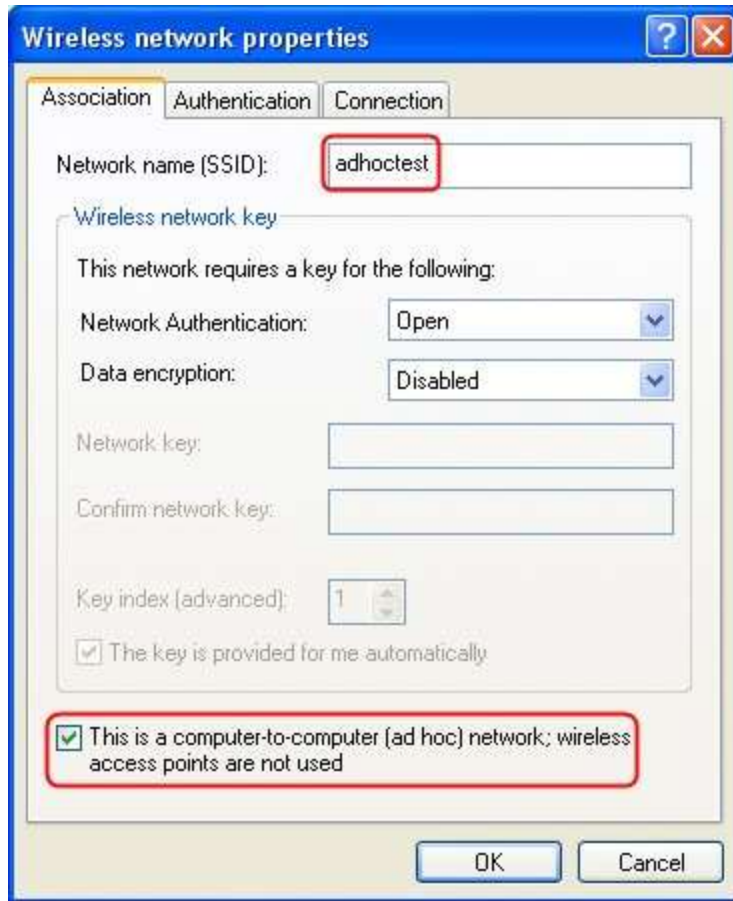 Wireless network properties
Association Authentication Connection
Network name (SSID): adhoctest
Wireless network key
This network requires a key for the following:
Network Authentication: Open
Data encryption: Disabled
Network key:
Confirm network key:
Key index (advanced): 1
The key is provided for me automatically
This is a computer-to-computer (ad hoc) network; wireless
access points are not used
OK Cancel